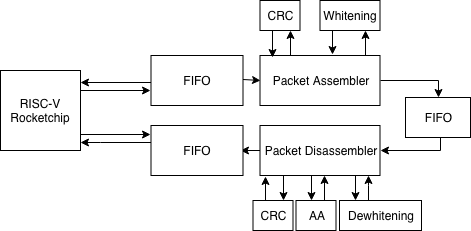 CRC
Whitening
FIFO
Packet Assembler
RISC-V
Rocketchip
FIFO
FIFO
Packet Disassembler
CRC
AA
Dewhitening